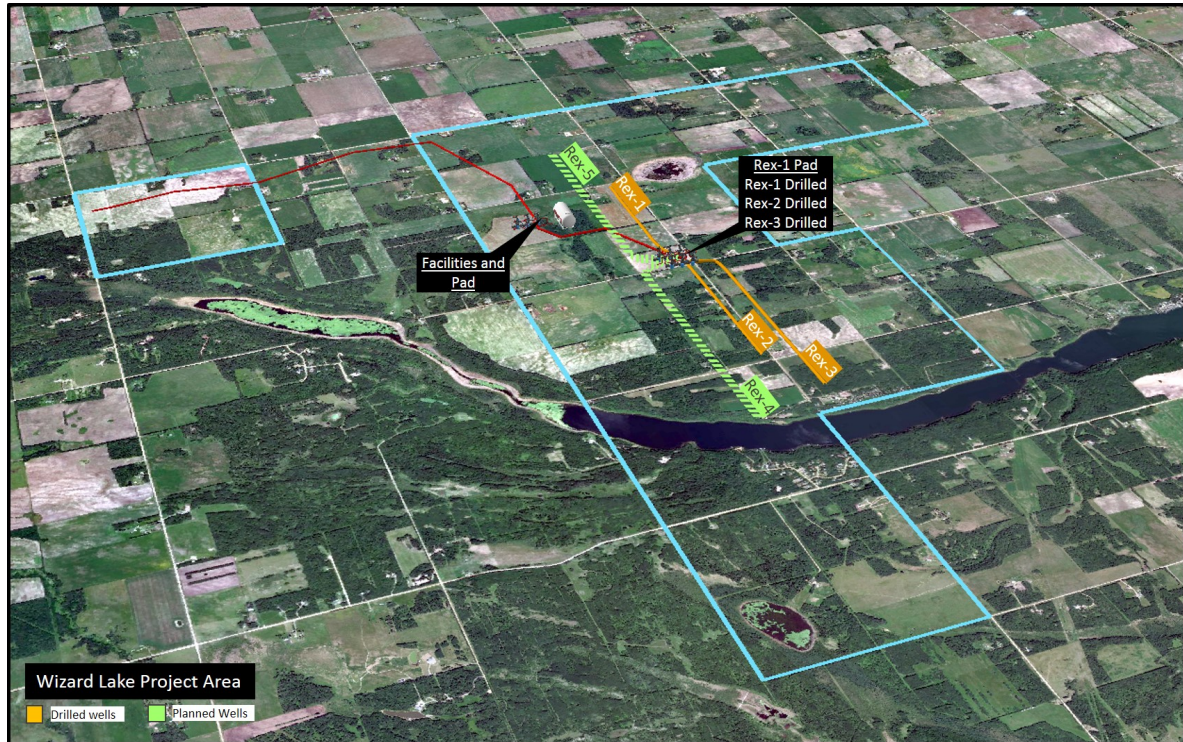 Rex-5
Rex-1
Rex-1 Pad
Rex-1 Drilled
Rex-2 Drilled
Rex-3 Drilled
Facilities and
Pad
Rex-2
Rex-3
Rex-4
Wizard Lake Project Area
Drilled wells
Planned Wells